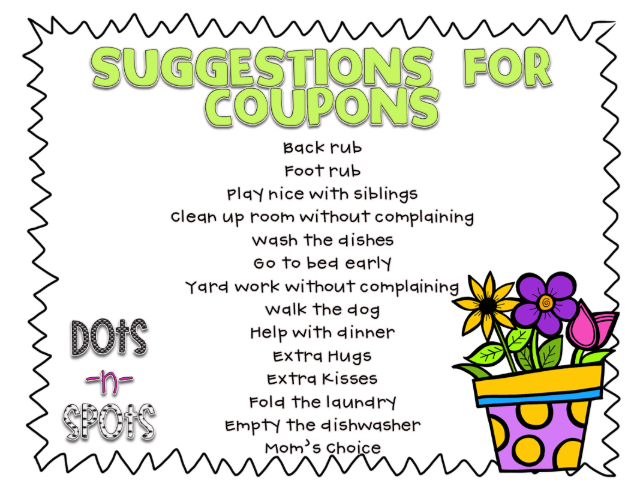 SUGGESTIONS FOR
COUPONS
Back rub
Foot rub
Play nice with siblings
Clean up room without complaining
Wash the dishes
Go to bed early
Yard work without complaining
Walk the dog
Help with dinner
Extra Hugs
Extra Kisses
Fold the laundry
Empty the dishwasher
Mom's Choice
DOtS
-n-
SPOtS